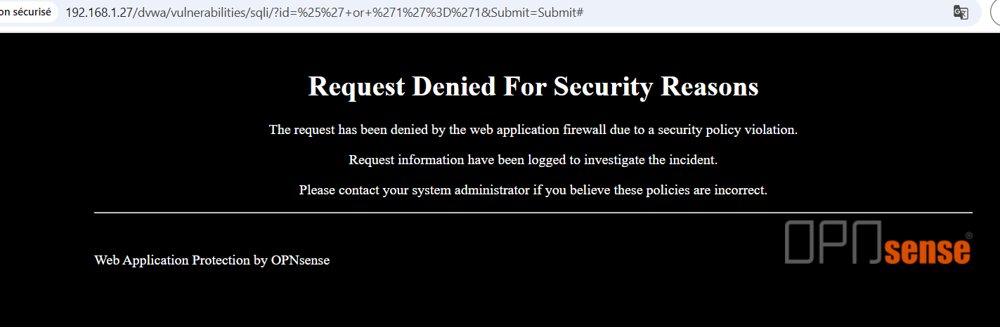 on sécurisé 192.168.1.27/dvwa/vulnerabilities/sqli/?id=%25%27+or+%271%27%3D%271&Submit=Submit#
Request Denied For Security Reasons
The request has been denied by the web application firewall due to a security policy violation.
Request information have been logged to investigate the incident.
Please contact your system administrator if you believe these policies are incorrect.
OPNsense®
Web Application Protection by OPNsense